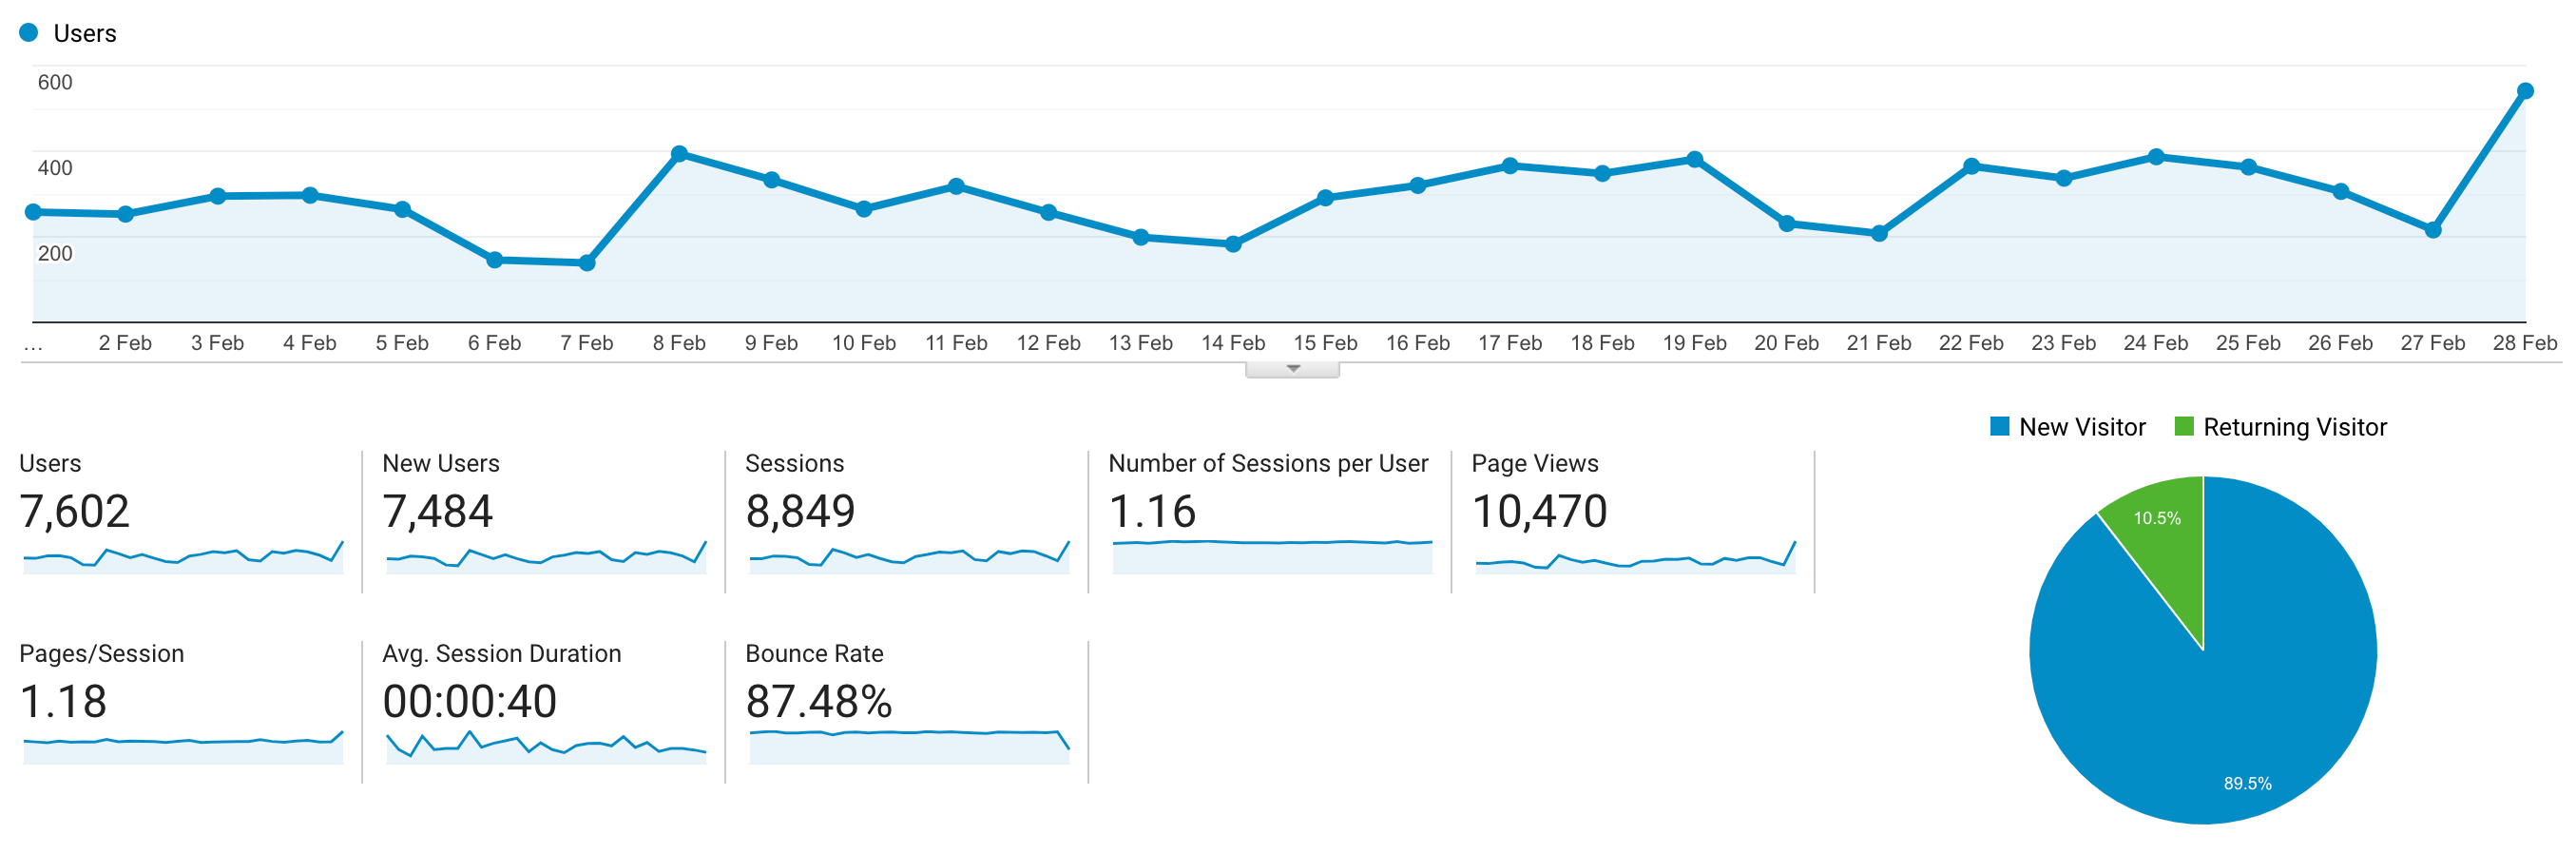 Users
600
400
200
...
2 Feb
3 Feb
4 Feb
5 Feb
6 Feb
7 Feb
8 Feb
9 Feb
10 Feb
11 Feb
12 Feb
13 Feb
14 Feb
15 Feb
16 Feb
17 Feb
18 Feb
19 Feb
20 Feb
21 Feb
22 Feb
23 Feb
24 Feb
25 Feb
26 Feb
27 Feb
28 Feb
New Visitor
Returning Visitor
Users
7,602
New Users
7,484
Sessions
8,849
Number of Sessions per User
1.16
Page Views
10,470
Pages/Session
1.18
Avg. Session Duration
00:00:40
Bounce Rate
87.48%
10.5%
89.5%